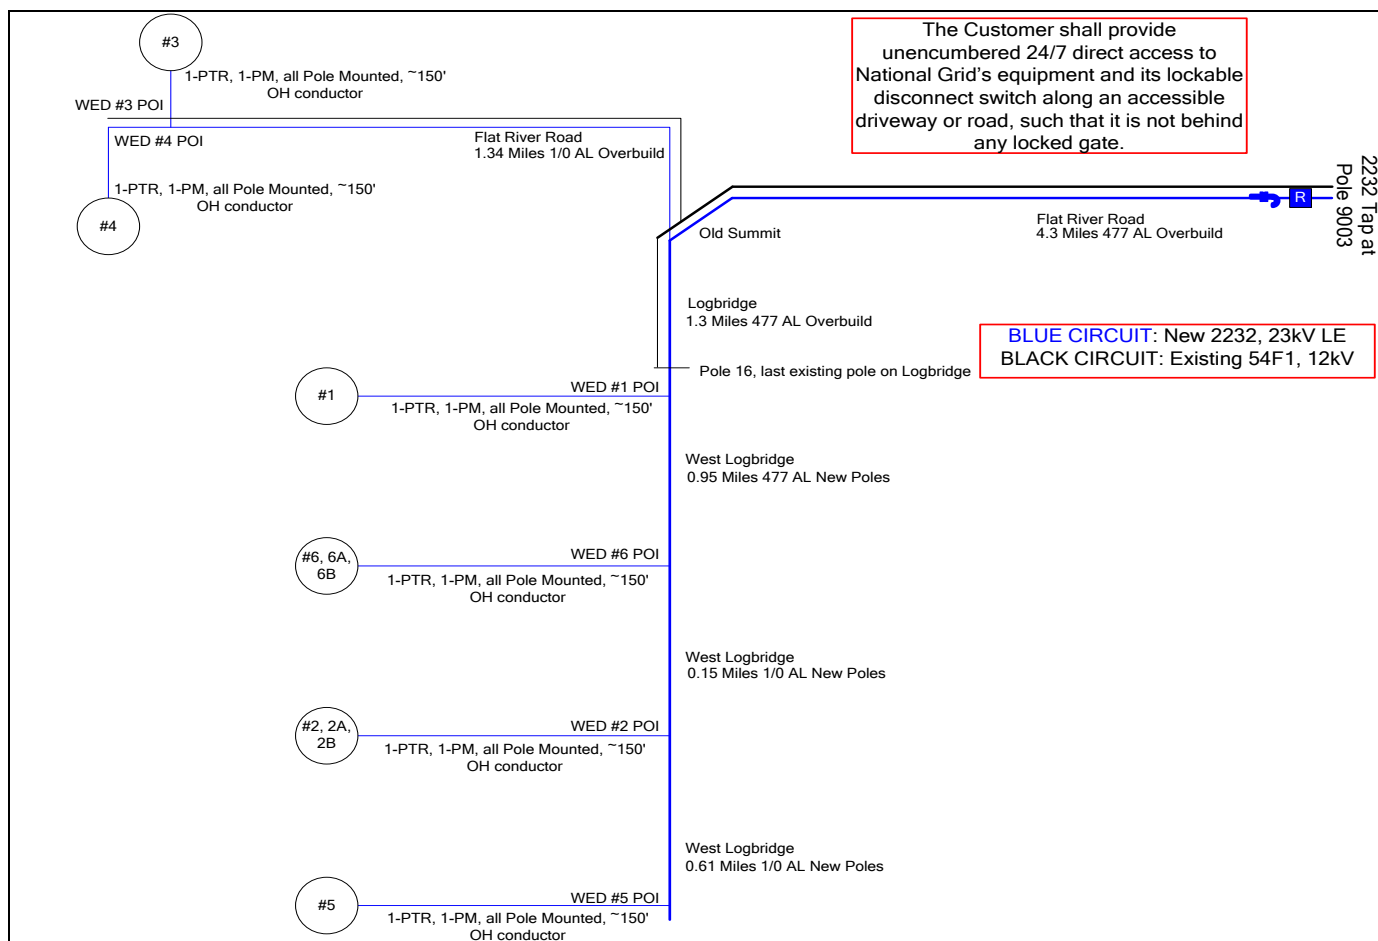 #3
1-PTR, 1-PM, all Pole Mounted, ~150'
OH conductor
WED #3 POI
WED #4 POI
Flat River Road
1.34 Miles 1/0 AL Overbuild
1-PTR, 1-PM, all Pole Mounted, ~150'
OH conductor
#4
The Customer shall provide
unencumbered 24/7 direct access to
National Grid's equipment and its lockable
disconnect switch along an accessible
driveway or road, such that it is not behind
any locked gate.
2232 Tap at
Pole 9003
R
Old Summit
Flat River Road
4.3 Miles 477 AL Overbuild
Logbridge
1.3 Miles 477 AL Overbuild
BLUE CIRCUIT: New 2232, 23kV LE
BLACK CIRCUIT: Existing 54F1, 12kV
Pole 16, last existing pole on Logbridge
WED #1 POI
#1
1-PTR, 1-PM, all Pole Mounted, ~150'
OH conductor
West Logbridge
0.95 Miles 477 AL New Poles
WED #6 POI
#6, 6A,
6B
1-PTR, 1-PM, all Pole Mounted, ~150'
OH conductor
West Logbridge
0.15 Miles 1/0 AL New Poles
WED #2 POI
#2, 2A,
2B
1-PTR, 1-PM, all Pole Mounted, ~150'
OH conductor
West Logbridge
0.61 Miles 1/0 AL New Poles
WED #5 POI
#5
1-PTR, 1-PM, all Pole Mounted, ~150'
OH conductor